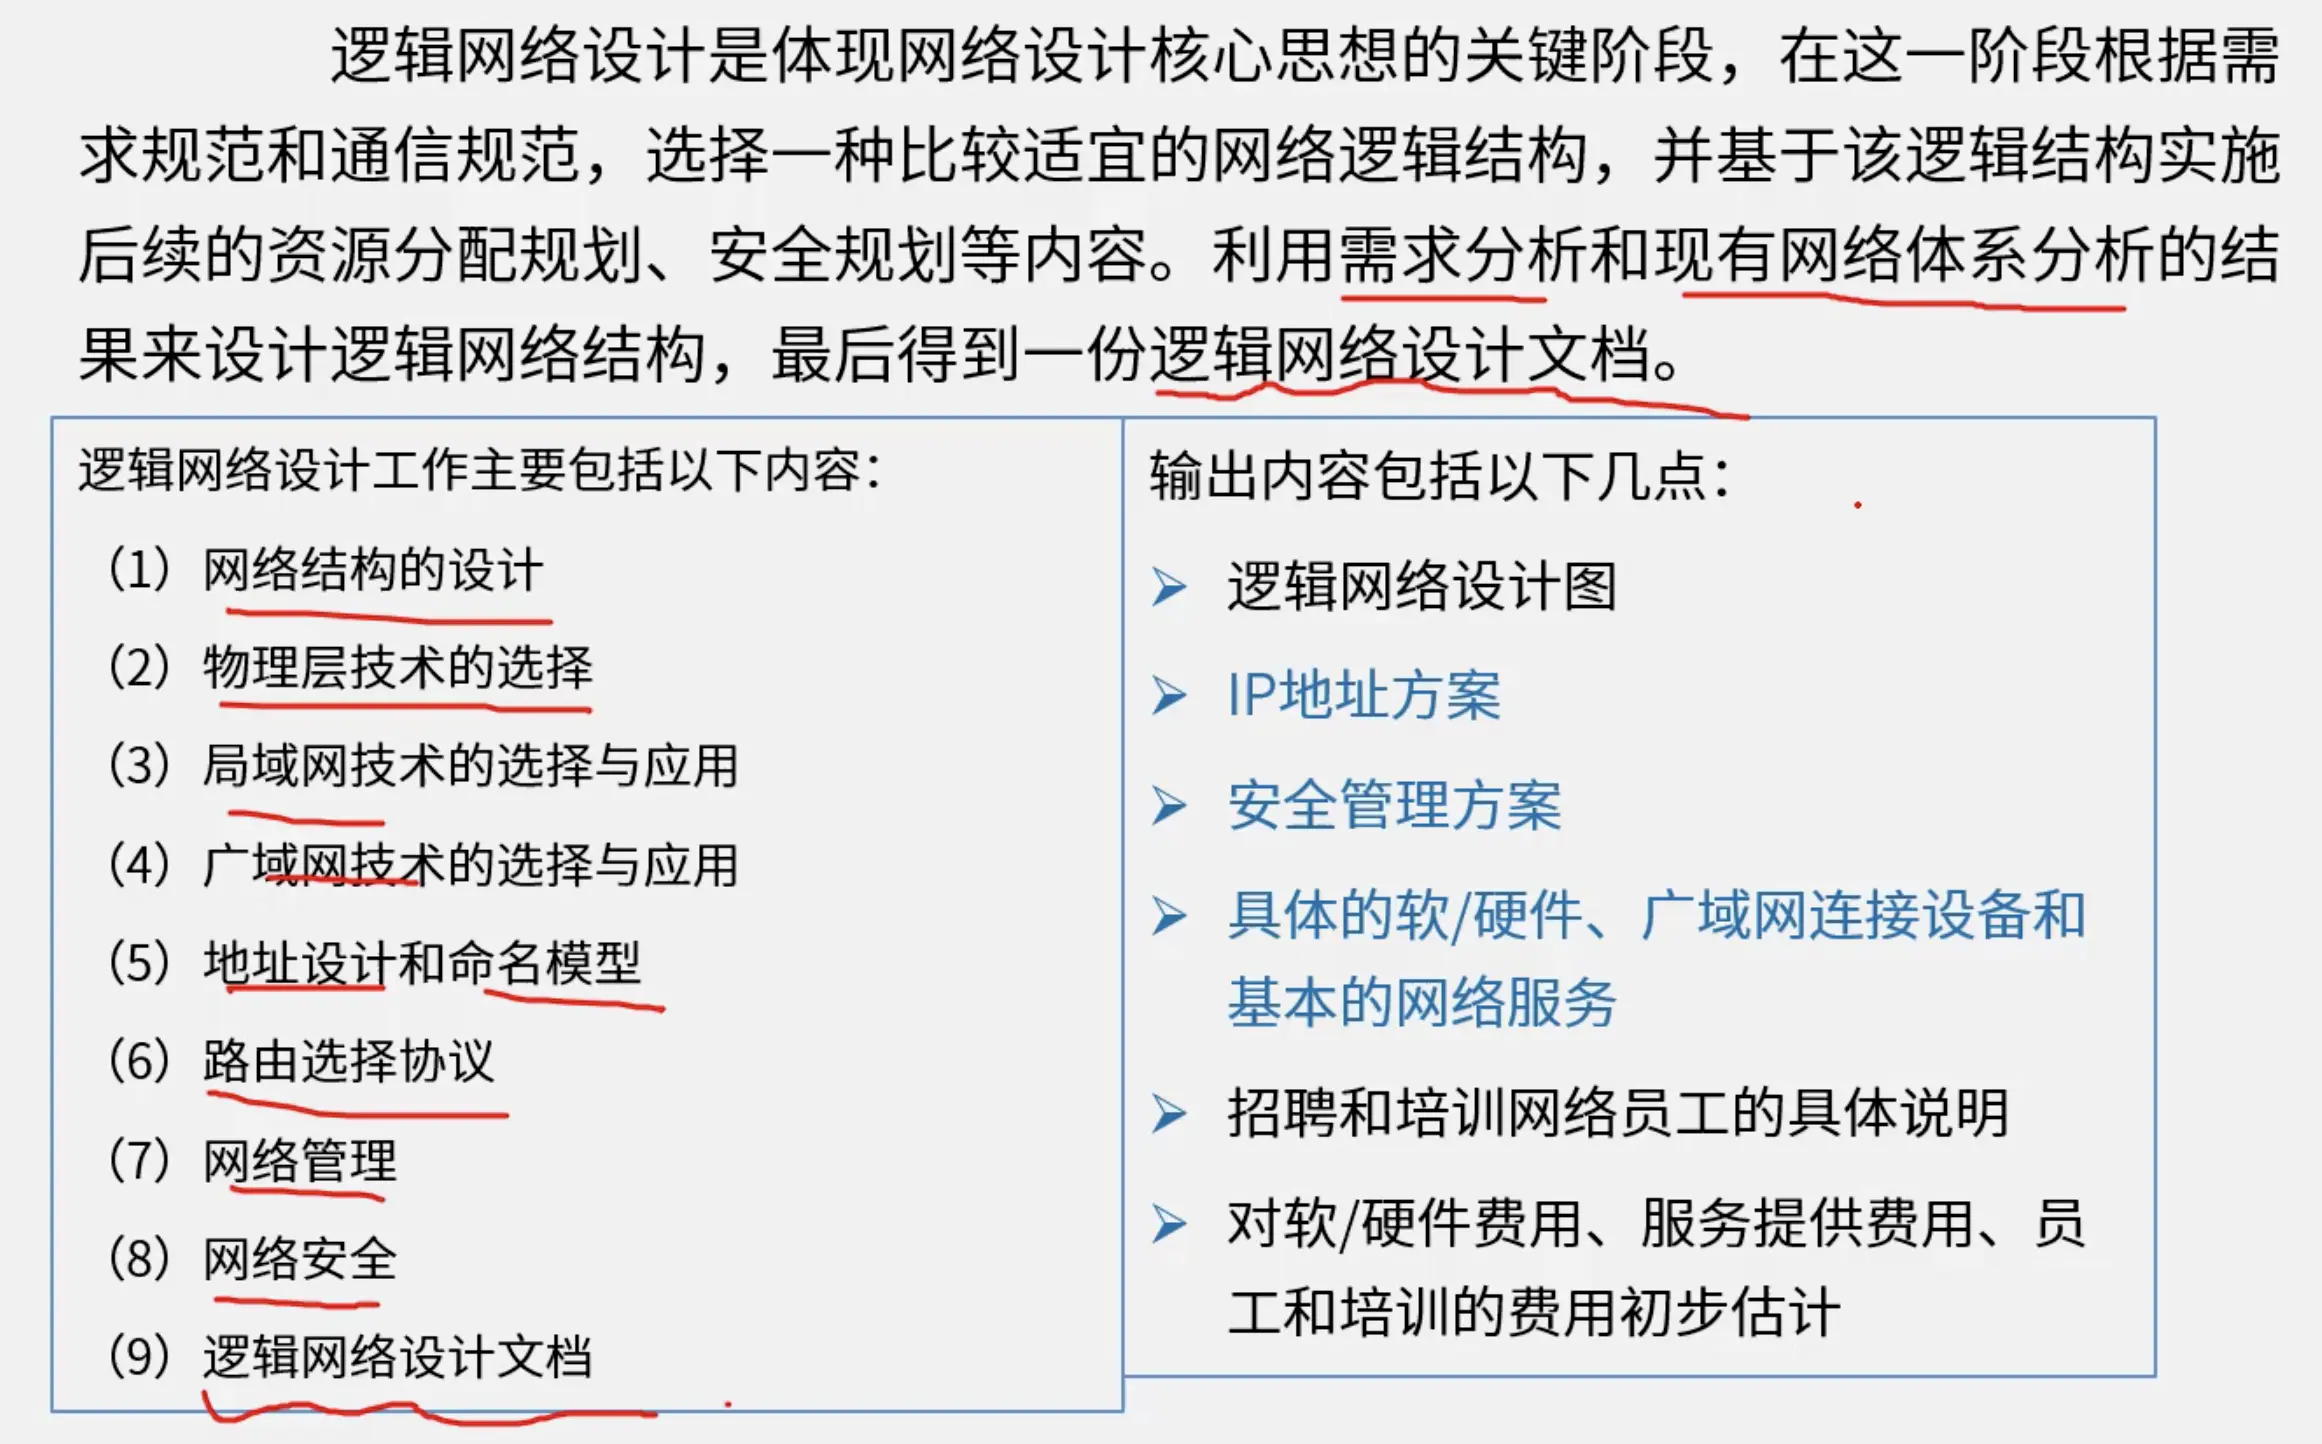 逻辑网络设计是体现网络设计核心思想的关键阶段，在这一阶段根据需
求规范和通信规范，选择一种比较适宜的网络逻辑结构，并基于该逻辑结构实施
后续的资源分配规划、安全规划等内容。利用需求分析和现有网络体系分析的结
果来设计逻辑网络结构，最后得到一份逻辑网络设计文档。
逻辑网络设计工作主要包括以下内容：
（1）网络结构的设计
（2）物理层技术的选择
（3）局域网技术的选择与应用
（4）广域网技术的选择与应用
（5）地址设计和命名模型
（6）路由选择协议
（7）网络管理
（8）网络安全
（9）逻辑网络设计文档
输出内容包括以下几点：
➢ 逻辑网络设计图
➢ IP地址方案
➢ 安全管理方案
➢ 具体的软/硬件、广域网连接设备和
基本的网络服务
➢ 招聘和培训网络员工的具体说明
➢ 对软/硬件费用、服务提供费用、员
工和培训的费用初步估计